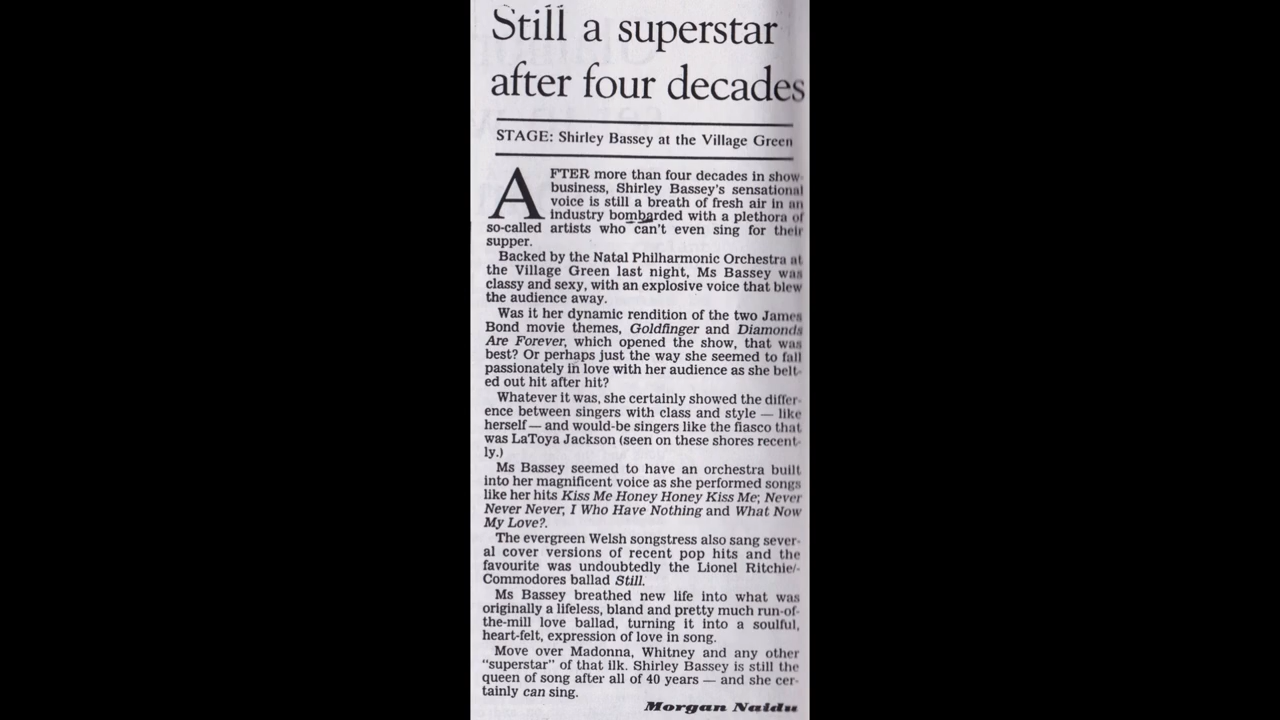 Still a superstar
after four decades
STAGE: Shirley Bassey at the Village Green
AFTER more than four decades in show
business, Shirley Bassey's sensational
voice is still a breath of fresh air in an
industry bombarded with a plethora of
so-called artists who can't even sing for their
supper.
Backed by the Natal Philharmonic Orchestra at
the Village Green last night, Ms Bassey was
classy and sexy, with an explosive voice that blew
the audience away.
Was it her dynamic rendition of the two James
Bond movie themes, Goldfinger and Diamonds
Are Forever, which opened the show, that was
best? Or perhaps just the way she seemed to fall
passionately in love with her audience as she belt-
ed out hit after hit?
Whatever it was, she certainly showed the differ-
ence between singers with class and style — like
herself — and would-be singers like the fiasco that
was LaToya Jackson (seen on these shores recent-
ly.)
Ms Bassey seemed to have an orchestra built
into her magnificent voice as she performed songs
like her hits Kiss Me Honey Honey Kiss Me; Never
Never Never, I Who Have Nothing and What Now
My Love?.
The evergreen Welsh songstress also sang sever-
al cover versions of recent pop hits and the
favourite was undoubtedly the Lionel Ritchie/-
Commodores ballad Still.
Ms Bassey breathed new life into what was
originally a lifeless, bland and pretty much run-of-
the-mill love ballad, turning it into a soulful,
heart-felt, expression of love in song.
Move over Madonna, Whitney and any other
"superstar" of that ilk. Shirley Bassey is still the
queen of song after all of 40 years — and she cer-
tainly can sing.
Morgan Naidu